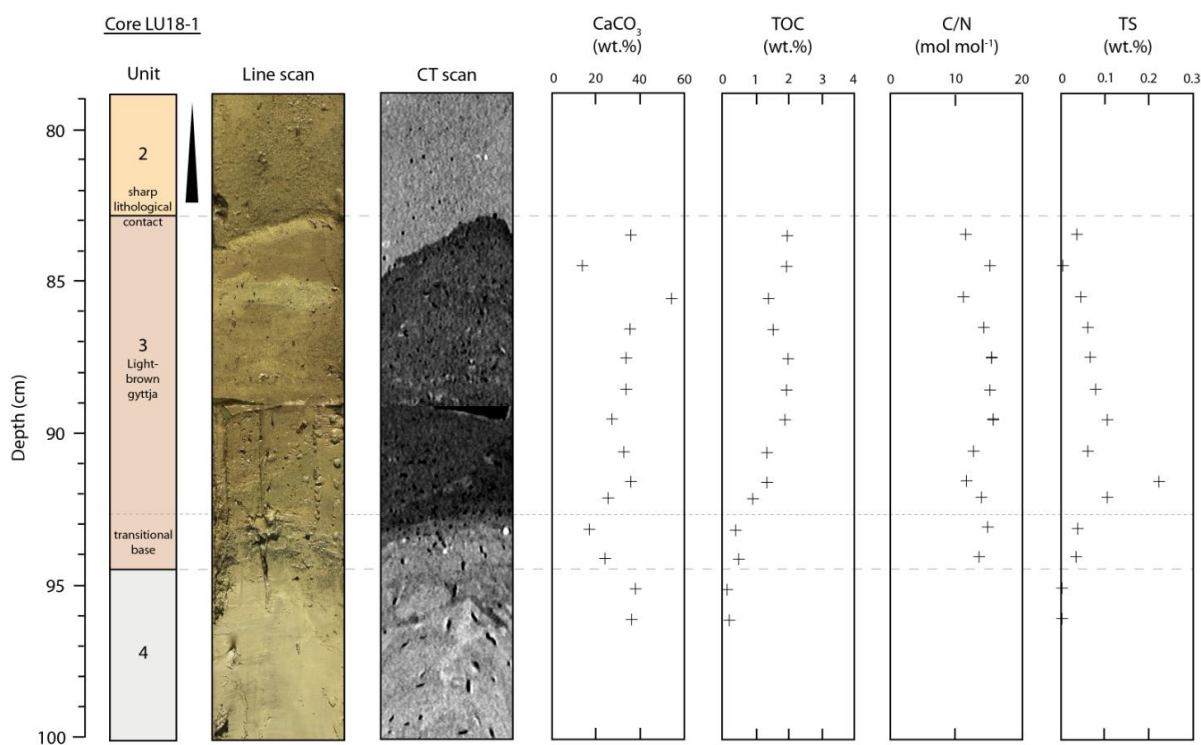 Core LU18-1
CaCO₃
(wt.%)
TOC
(wt.%)
C/N
(mol mol⁻¹)
TS
(wt.%)
Unit
Line scan
CT scan
0 20 40 60
0 1 2 3 4
0 10 20
0 0.1 0.2 0.3
Depth (cm)
80
85
90
95
100
2
sharp
lithological
contact
3
Light-
brown
gyttja
transitional
base
4